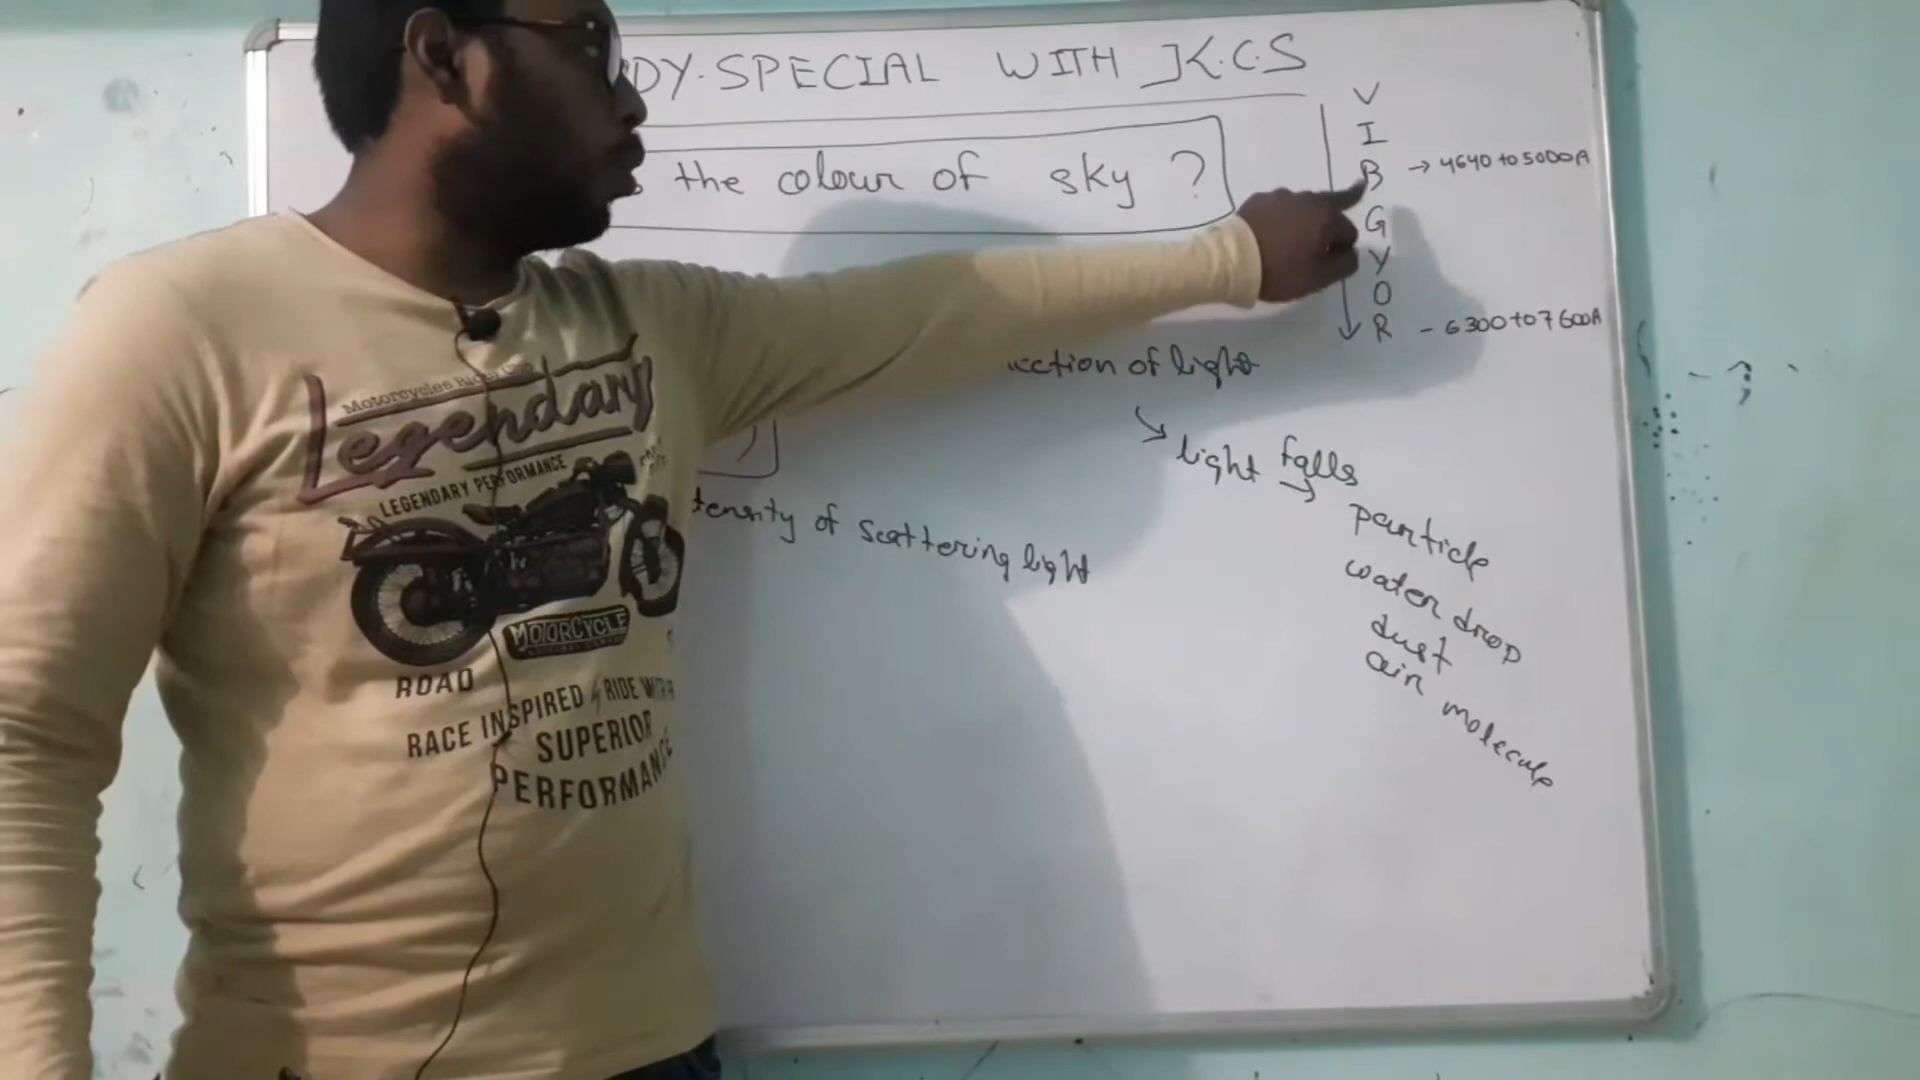 DY.SPECIAL WITH J.K.C.S
the colour of sky ?
V
I
B → 4640 to 5000A
G
Y
O
R - 6300 to 7600A
ction of light
light falls
particle
water drop
dust
air molecule
tensity of scattering light
Motorcycles
Legendary
LEGENDARY PERFORMANCE
MOTORCYCLE
ROAD
RACE INSPIRED RIDE WITH
SUPERIOR
PERFORMANCE